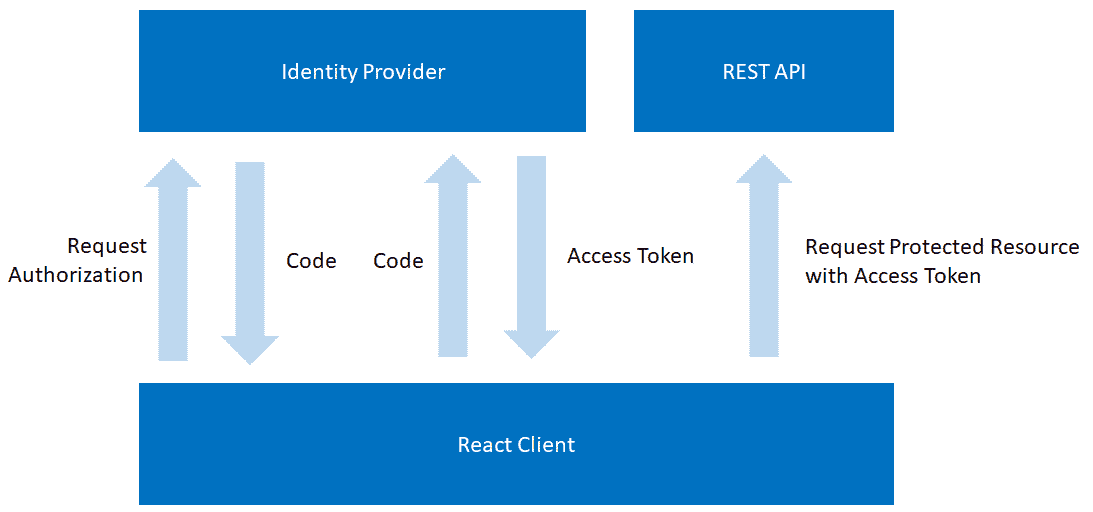 Identity Provider
REST API
Request
Authorization
Code
Code
Access Token
Request Protected Resource
with Access Token
React Client